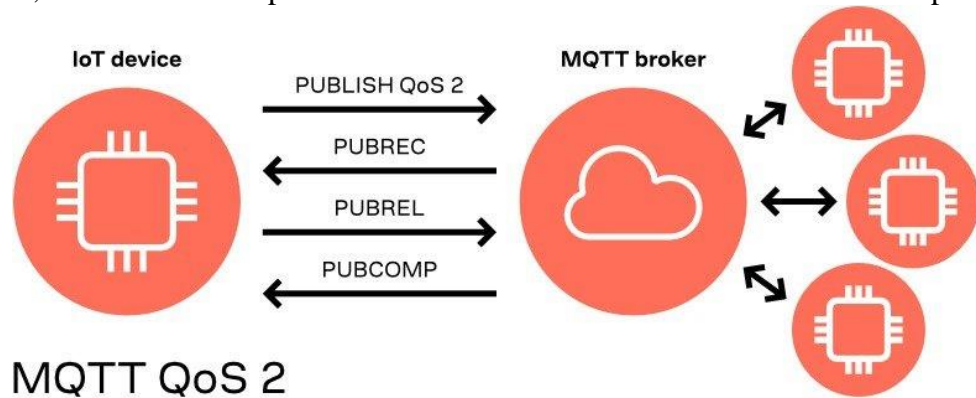 IoT device
MQTT broker
PUBLISH QoS 2
PUBREC
PUBREL
PUBCOMP
MQTT QoS 2